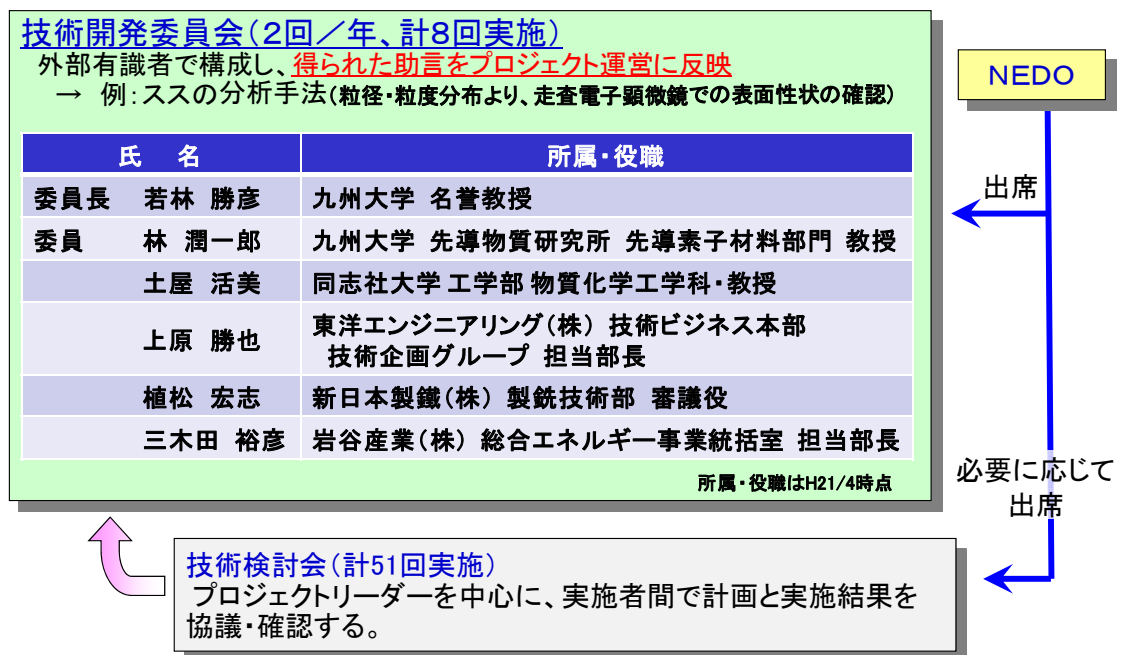 技術開発委員会（２回／年、計8回実施）
外部有識者で構成し、得られた助言をプロジェクト運営に反映
→ 例：ススの分析手法（粒径・粒度分布より、走査電子顕微鏡での表面性状の確認）
氏 名 所属・役職
委員長 若林 勝彦 九州大学 名誉教授
委員 林 潤一郎 九州大学 先導物質研究所 先導素子材料部門 教授
土屋 活美 同志社大学 工学部 物質化学工学科・教授
上原 勝也 東洋エンジニアリング（株） 技術ビジネス本部
技術企画グループ 担当部長
植松 宏志 新日本製鐵（株） 製銑技術部 審議役
三木田 裕彦 岩谷産業（株） 総合エネルギー事業統括室 担当部長
所属・役職はH21/4時点
NEDO
出席
必要に応じて
出席
技術検討会（計51回実施）
プロジェクトリーダーを中心に、実施者間で計画と実施結果を
協議・確認する。